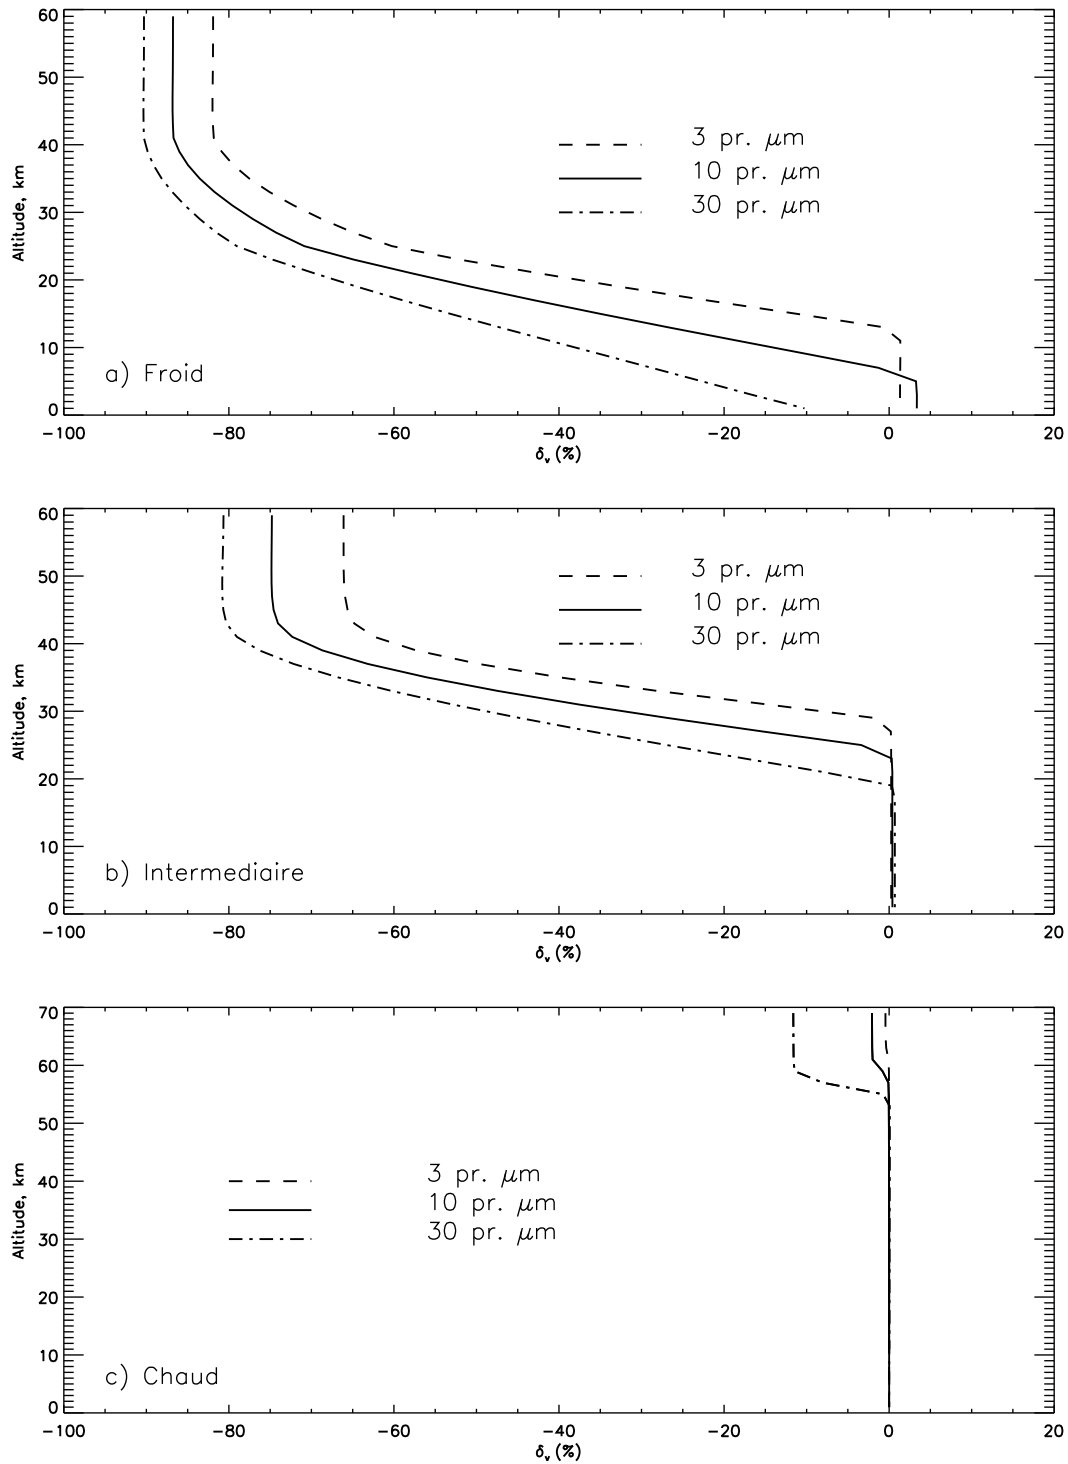 60
50
40
30
20
10
0
Altitude, km
3 pr. μm
10 pr. μm
30 pr. μm
a) Froid
−100 −80 −60 −40 −20 0 20
δv (%)
60
50
40
30
20
10
0
Altitude, km
3 pr. μm
10 pr. μm
30 pr. μm
b) Intermediaire
−100 −80 −60 −40 −20 0 20
δv (%)
70
60
50
40
30
20
10
0
Altitude, km
3 pr. μm
10 pr. μm
30 pr. μm
c) Chaud
−100 −80 −60 −40 −20 0 20
δv (%)